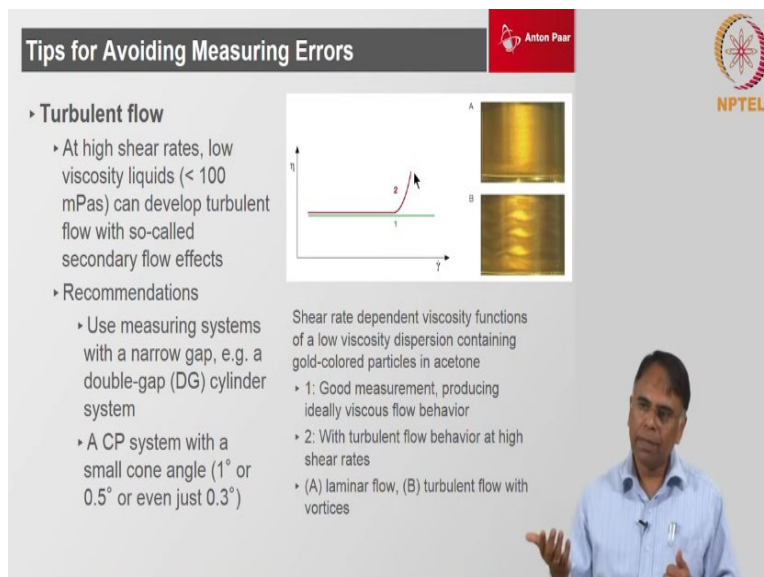 Tips for Avoiding Measuring Errors
Anton Paar
NPTEL
‣ Turbulent flow
‣ At high shear rates, low
viscosity liquids (< 100
mPas) can develop turbulent
flow with so-called
secondary flow effects
‣ Recommendations
‣ Use measuring systems
with a narrow gap, e.g. a
double-gap (DG) cylinder
system
‣ A CP system with a
small cone angle (1° or
0.5° or even just 0.3°)
η
2
1
γ̇
A
B
Shear rate dependent viscosity functions
of a low viscosity dispersion containing
gold-colored particles in acetone
‣ 1: Good measurement, producing
ideally viscous flow behavior
‣ 2: With turbulent flow behavior at high
shear rates
‣ (A) laminar flow, (B) turbulent flow with
vortices